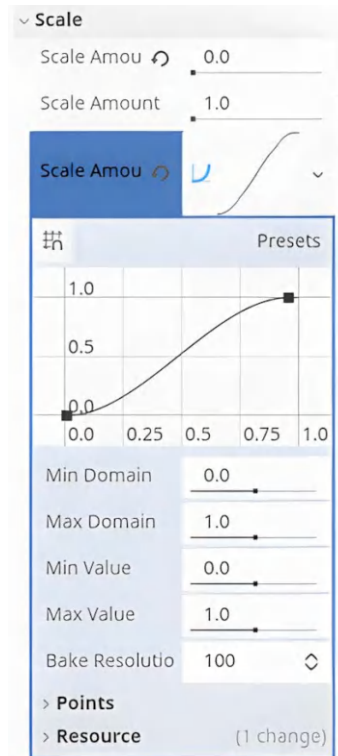 Scale
Scale Amou 0.0
Scale Amount 1.0
Scale Amou
Presets
1.0
0.5
0.0
0.0 0.25 0.5 0.75 1.0
Min Domain 0.0
Max Domain 1.0
Min Value 0.0
Max Value 1.0
Bake Resolutio 100
Points
Resource (1 change)